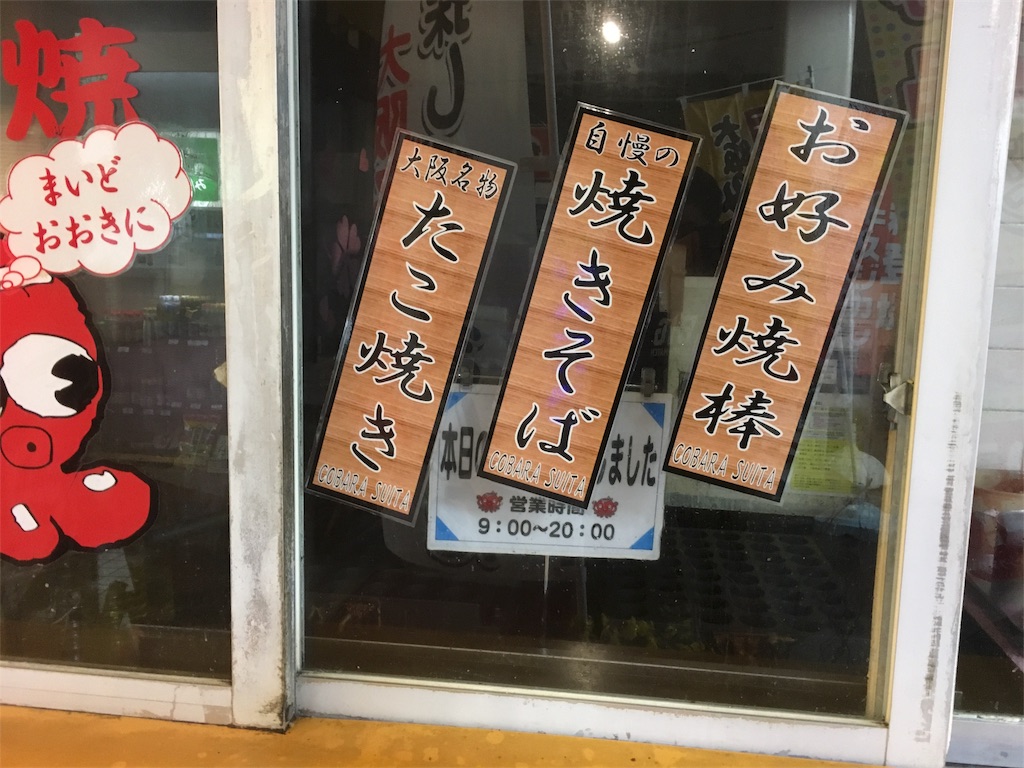 焼
まいど
おおきに
大阪名物
たこ焼き
COBARA SUITA
自慢の
焼きそば
COBARA SUITA
お好み焼棒
COBARA SUITA
本日の
ました
営業時間
9:00〜20:00